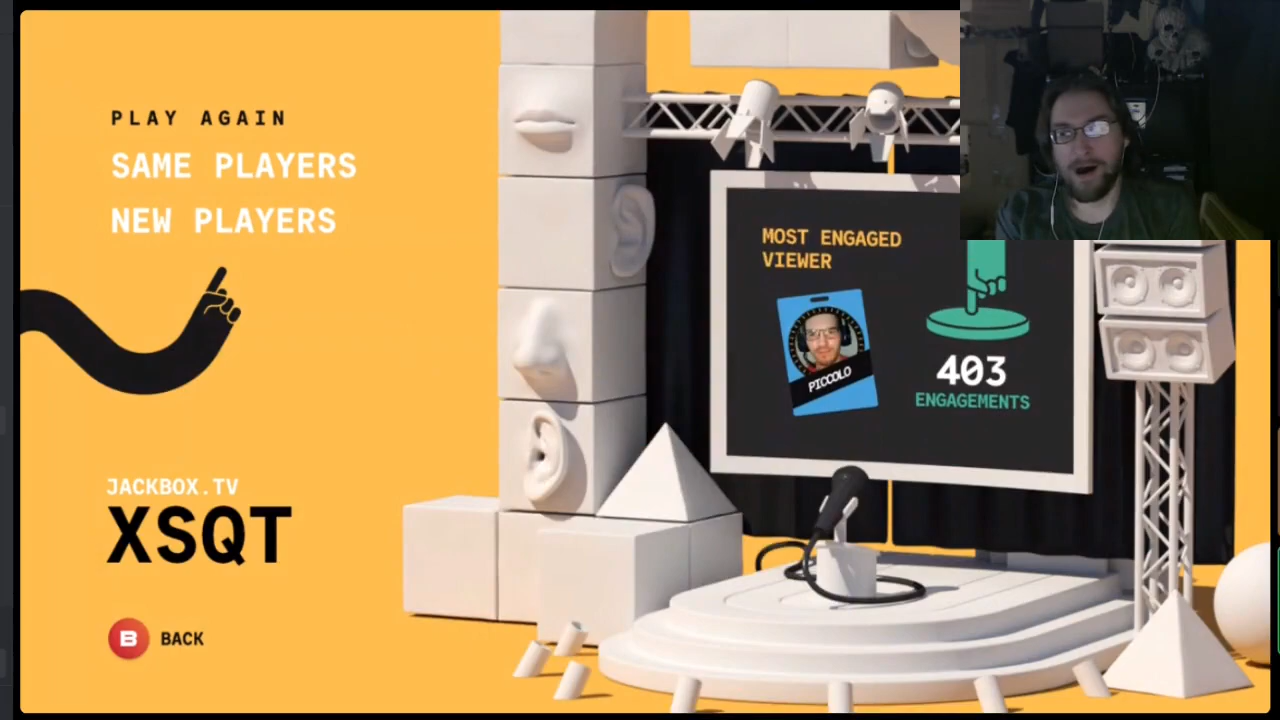 PLAY AGAIN
SAME PLAYERS
NEW PLAYERS
JACKBOX.TV
XSQT
B BACK
MOST ENGAGED
VIEWER
PICCOLO
403
ENGAGEMENTS